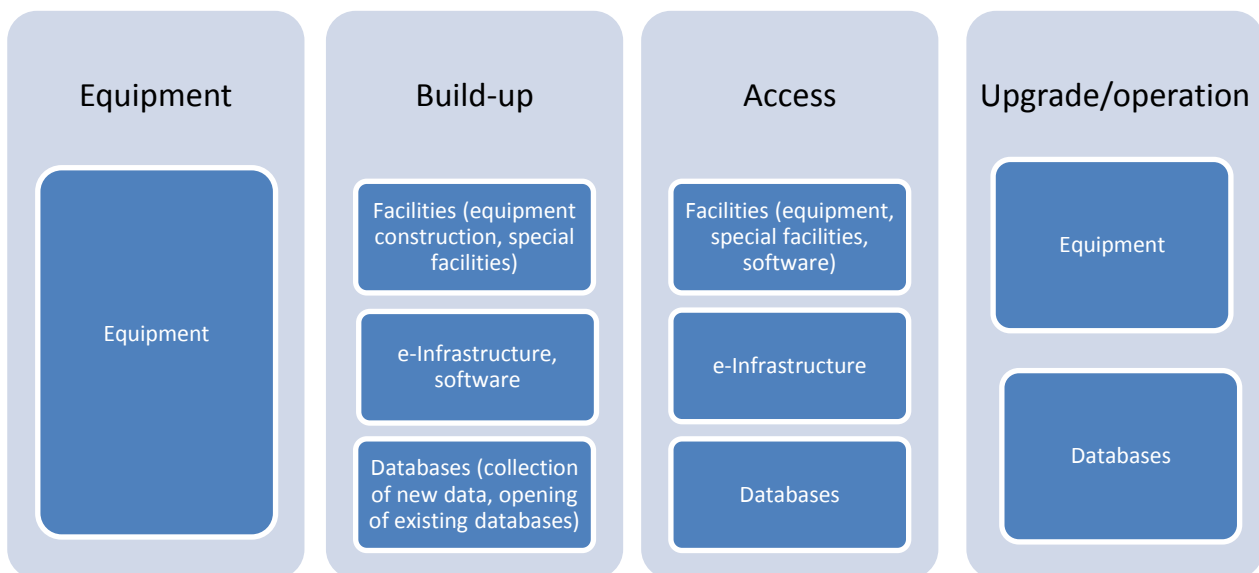 Equipment
Equipment
Build-up
Facilities (equipment
construction, special
facilities)
e-Infrastructure,
software
Databases (collection
of new data, opening
of existing databases)
Access
Facilities (equipment,
special facilities,
software)
e-Infrastructure
Databases
Upgrade/operation
Equipment
Databases